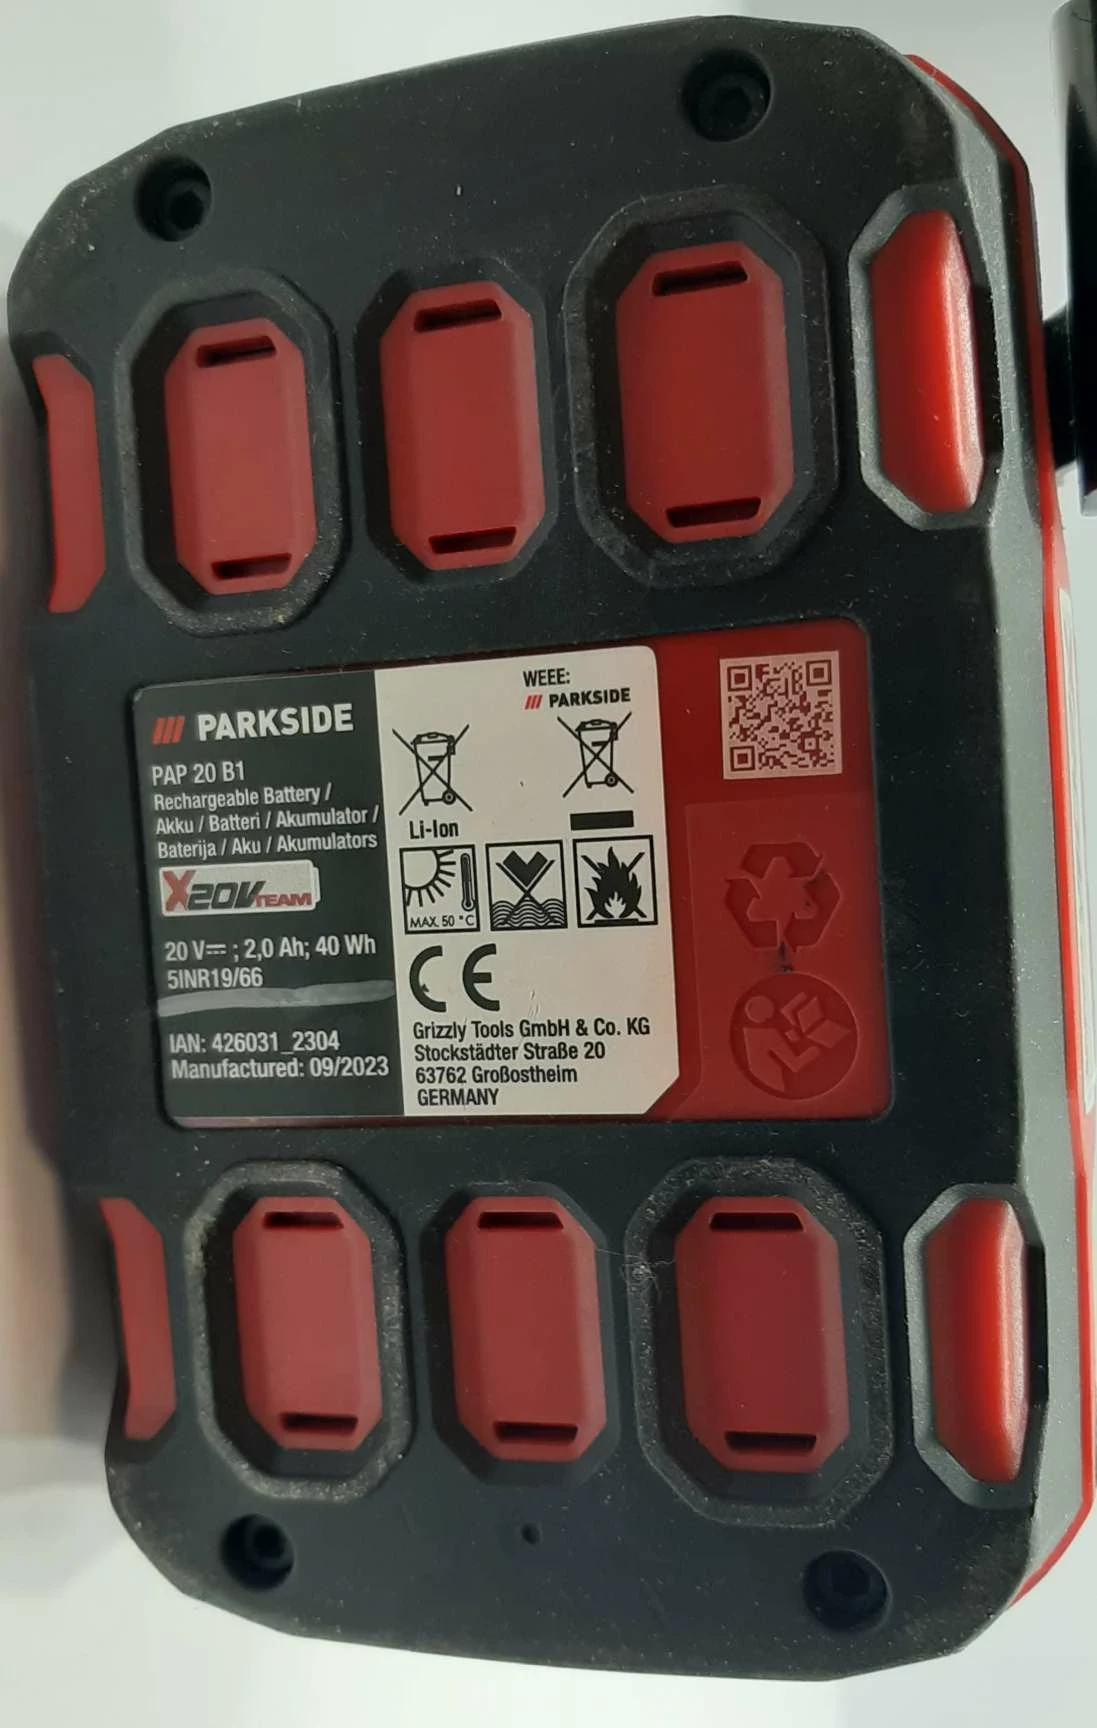 PARKSIDE
PAP 20 B1
Rechargeable Battery /
Akku / Batteri / Akumulator /
Baterija / Aku / Akumulators
X20V TEAM
20 V⎓ ; 2,0 Ah; 40 Wh
5INR19/66
IAN: 426031_2304
Manufactured: 09/2023
WEEE:
PARKSIDE
Li-Ion
MAX. 50 °C
CE
Grizzly Tools GmbH & Co. KG
Stockstädter Straße 20
63762 Großostheim
GERMANY